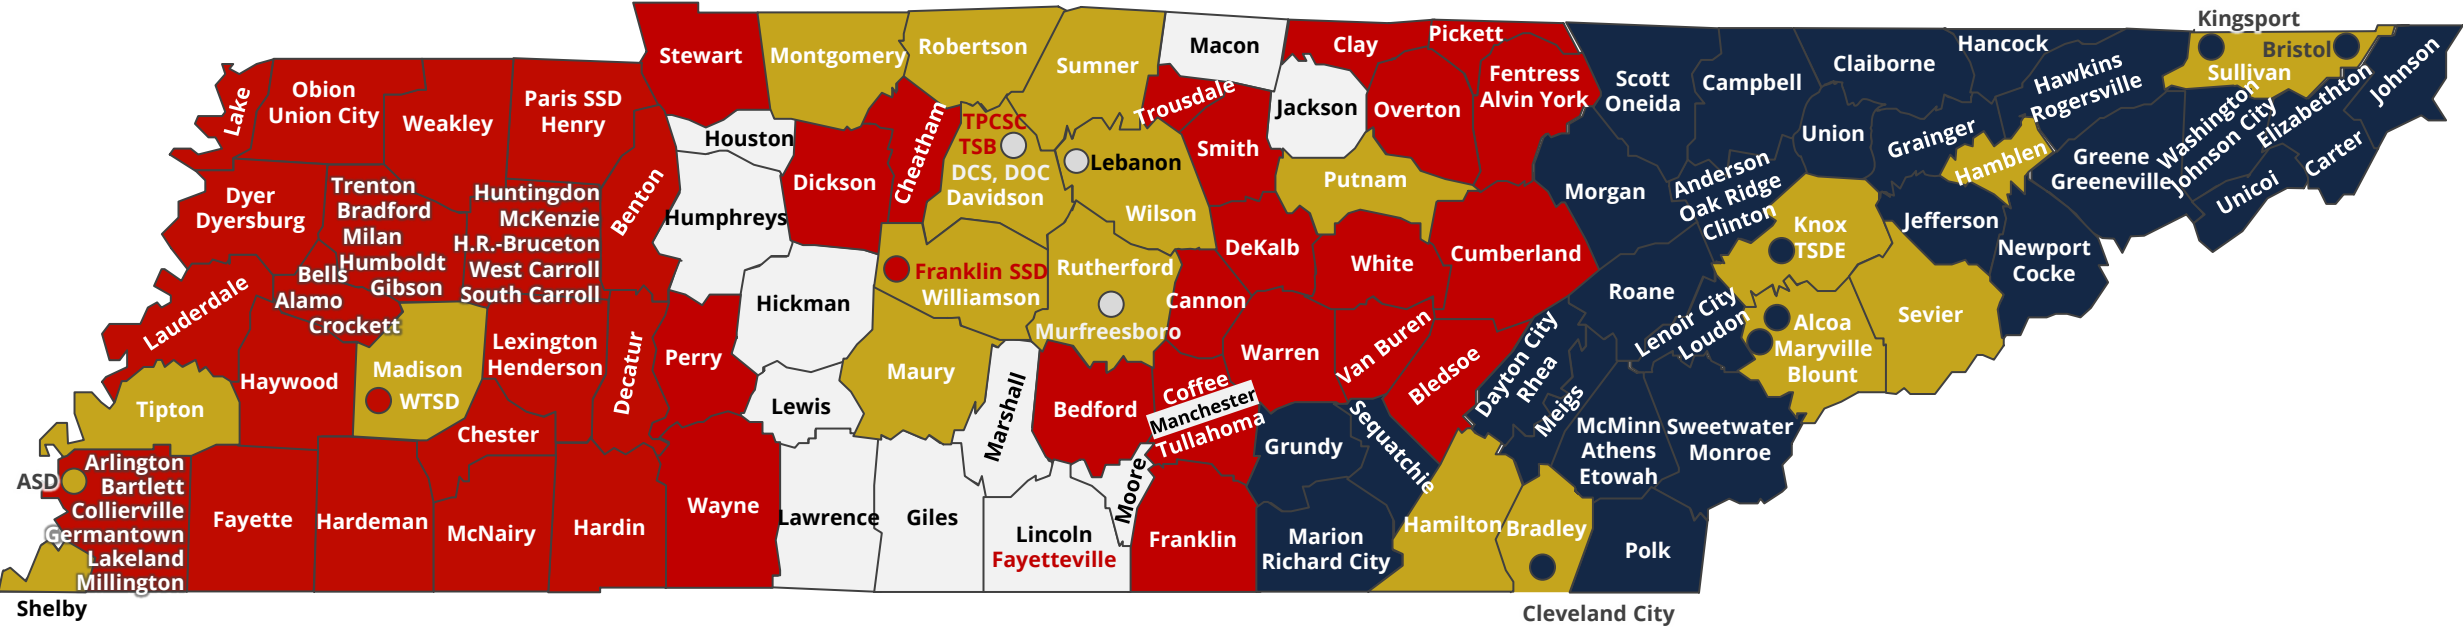 Kingsport
Bristol
Sullivan
Johnson
Hancock
Claiborne
Hawkins
Rogersville
Washington
Johnson City
Elizabethton
Carter
Unicoi
Greene
Greeneville
Hamblen
Grainger
Union
Campbell
Scott
Oneida
Pickett
Clay
Fentress
Alvin York
Overton
Jackson
Macon
Trousdale
Smith
Sumner
Robertson
Montgomery
Stewart
Houston
Humphreys
Dickson
Cheatham
TPCSC
TSB
DCS, DOC
Davidson
Lebanon
Wilson
Putnam
Morgan
Anderson
Oak Ridge
Clinton
Knox
TSDE
Jefferson
Newport
Cocke
Sevier
Alcoa
Maryville
Blount
Lenoir City
Loudon
Roane
Cumberland
White
DeKalb
Cannon
Rutherford
Murfreesboro
Franklin SSD
Williamson
Hickman
Perry
Lewis
Maury
Marshall
Bedford
Coffee
Manchester
Tullahoma
Warren
Van Buren
Bledsoe
Dayton City
Rhea
Meigs
McMinn
Athens
Etowah
Sweetwater
Monroe
Polk
Bradley
Cleveland City
Hamilton
Sequatchie
Grundy
Marion
Richard City
Franklin
Moore
Lincoln
Fayetteville
Giles
Lawrence
Wayne
Lake
Obion
Union City
Weakley
Paris SSD
Henry
Benton
Dyer
Dyersburg
Trenton
Bradford
Milan
Humboldt
Gibson
Huntingdon
McKenzie
H.R.-Bruceton
West Carroll
South Carroll
Bells
Alamo
Crockett
Lauderdale
Haywood
Madison
WTSD
Lexington
Henderson
Decatur
Chester
Tipton
ASD
Arlington
Bartlett
Collierville
Germantown
Lakeland
Millington
Shelby
Fayette
Hardeman
McNairy
Hardin